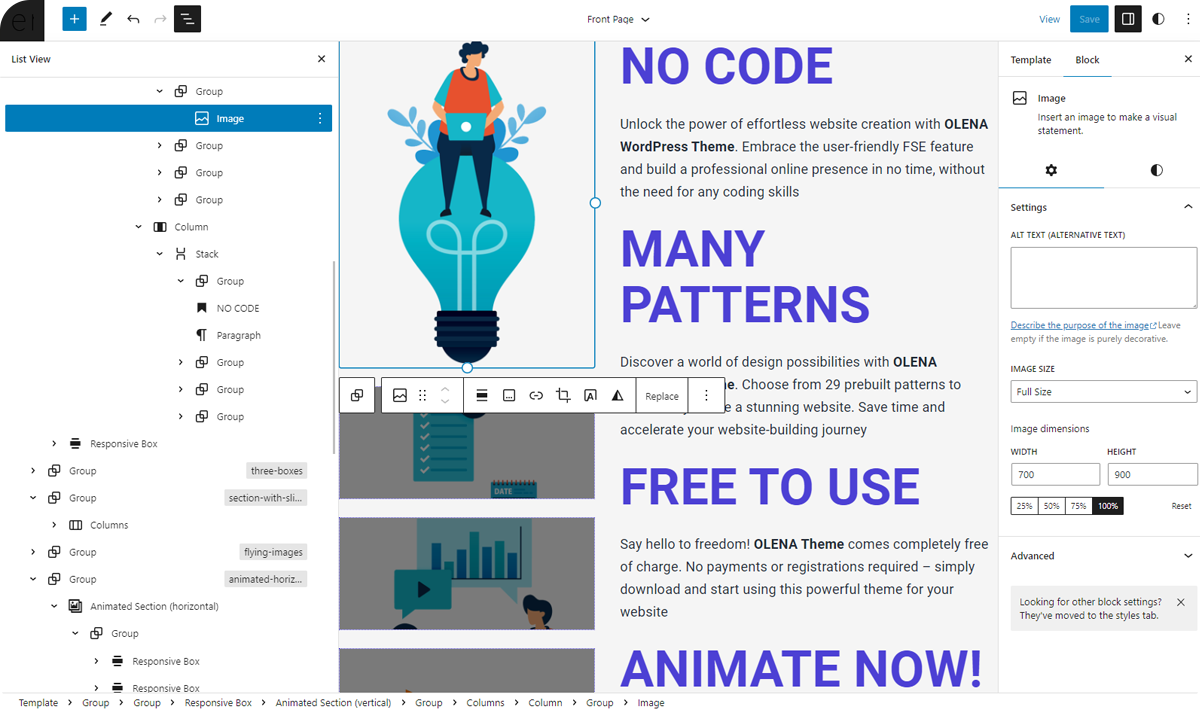 el
Front Page
View
Save
List View
Group
Image
Group
Group
Group
Column
Stack
Group
NO CODE
Paragraph
Group
Group
Group
Responsive Box
Group
three-boxes
Group
section-with-sli...
Columns
Group
flying-images
Group
animated-horiz...
Animated Section (horizontal)
Group
Responsive Box
Responsive Box
NO CODE
Unlock the power of effortless website creation with OLENA
WordPress Theme. Embrace the user-friendly FSE feature
and build a professional online presence in no time, without
the need for any coding skills
MANY
PATTERNS
Discover a world of design possibilities with OLENA
e. Choose from 29 prebuilt patterns to
e a stunning website. Save time and
accelerate your website-building journey
Replace
DATE
FREE TO USE
Say hello to freedom! OLENA Theme comes completely free
of charge. No payments or registrations required – simply
download and start using this powerful theme for your
website
ANIMATE NOW!
Template
Block
Image
Insert an image to make a visual
statement.
Settings
ALT TEXT (ALTERNATIVE TEXT)
Describe the purpose of the image Leave
empty if the image is purely decorative.
IMAGE SIZE
Full Size
Image dimensions
WIDTH
HEIGHT
700
900
25%
50%
75%
100%
Reset
Advanced
Looking for other block settings?
They've moved to the styles tab.
Template > Group > Group > Responsive Box > Animated Section (vertical) > Group > Columns > Column > Group > Image